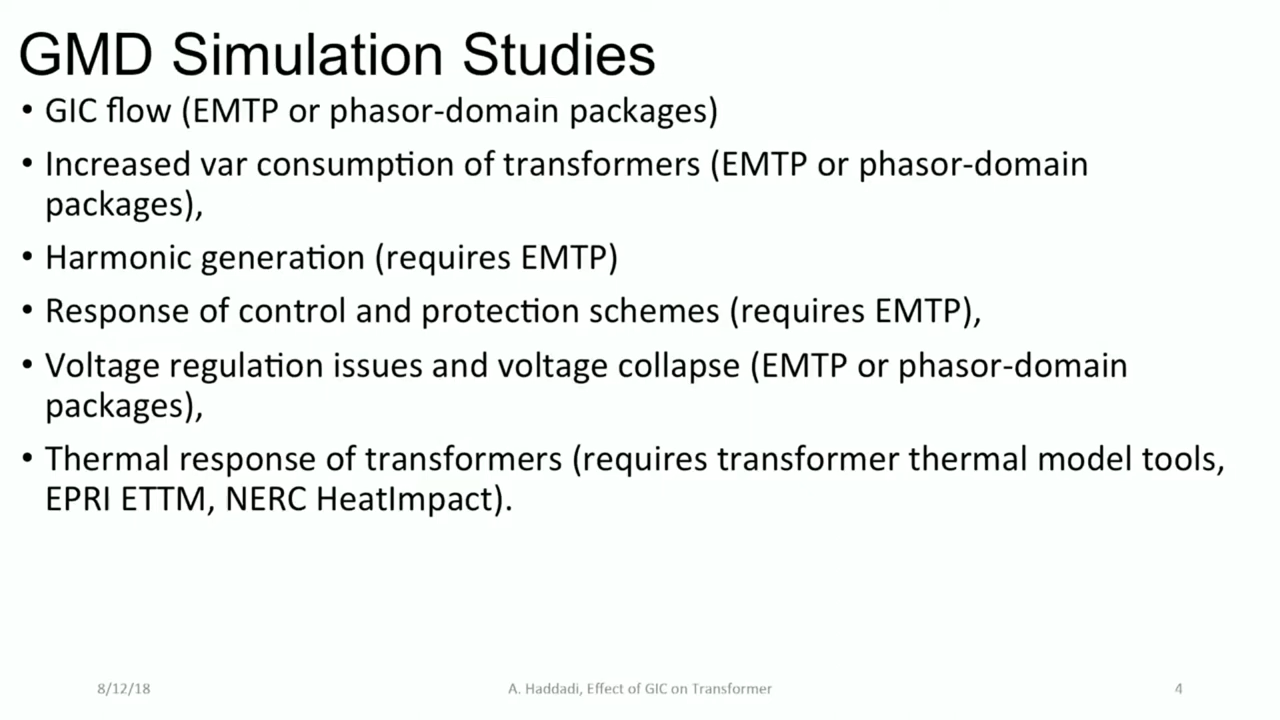 GMD Simulation Studies
• GIC flow (EMTP or phasor-domain packages)
• Increased var consumption of transformers (EMTP or phasor-domain
packages),
• Harmonic generation (requires EMTP)
• Response of control and protection schemes (requires EMTP),
• Voltage regulation issues and voltage collapse (EMTP or phasor-domain
packages),
• Thermal response of transformers (requires transformer thermal model tools,
EPRI ETTM, NERC HeatImpact).
8/12/18
A. Haddadi, Effect of GIC on Transformer
4